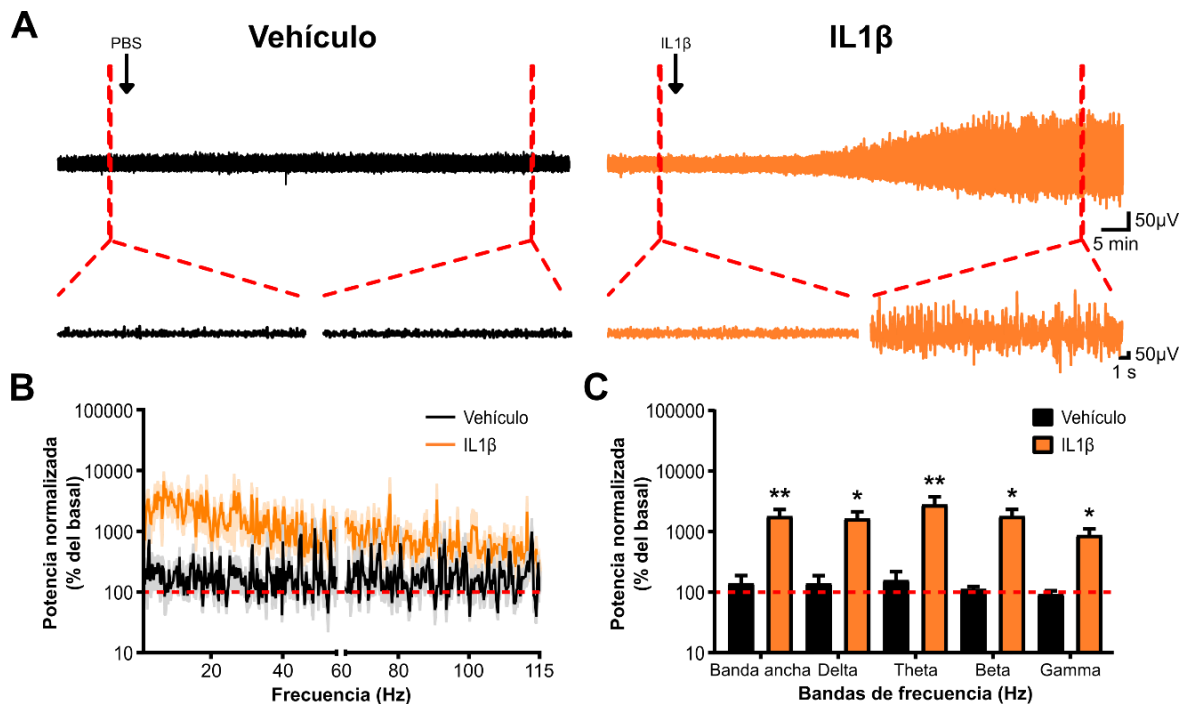 A
Vehículo
IL1β
PBS
IL1β
50µV
5 min
50µV
1 s
B
Potencia normalizada
(% del basal)
100000
10000
1000
100
10
Vehículo
IL1β
20
40
60
80
100
115
Frecuencia (Hz)
C
Potencia normalizada
(% del basal)
100000
10000
1000
100
10
Vehículo
IL1β
**
*
**
*
*
Banda ancha
Delta
Theta
Beta
Gamma
Bandas de frecuencia (Hz)